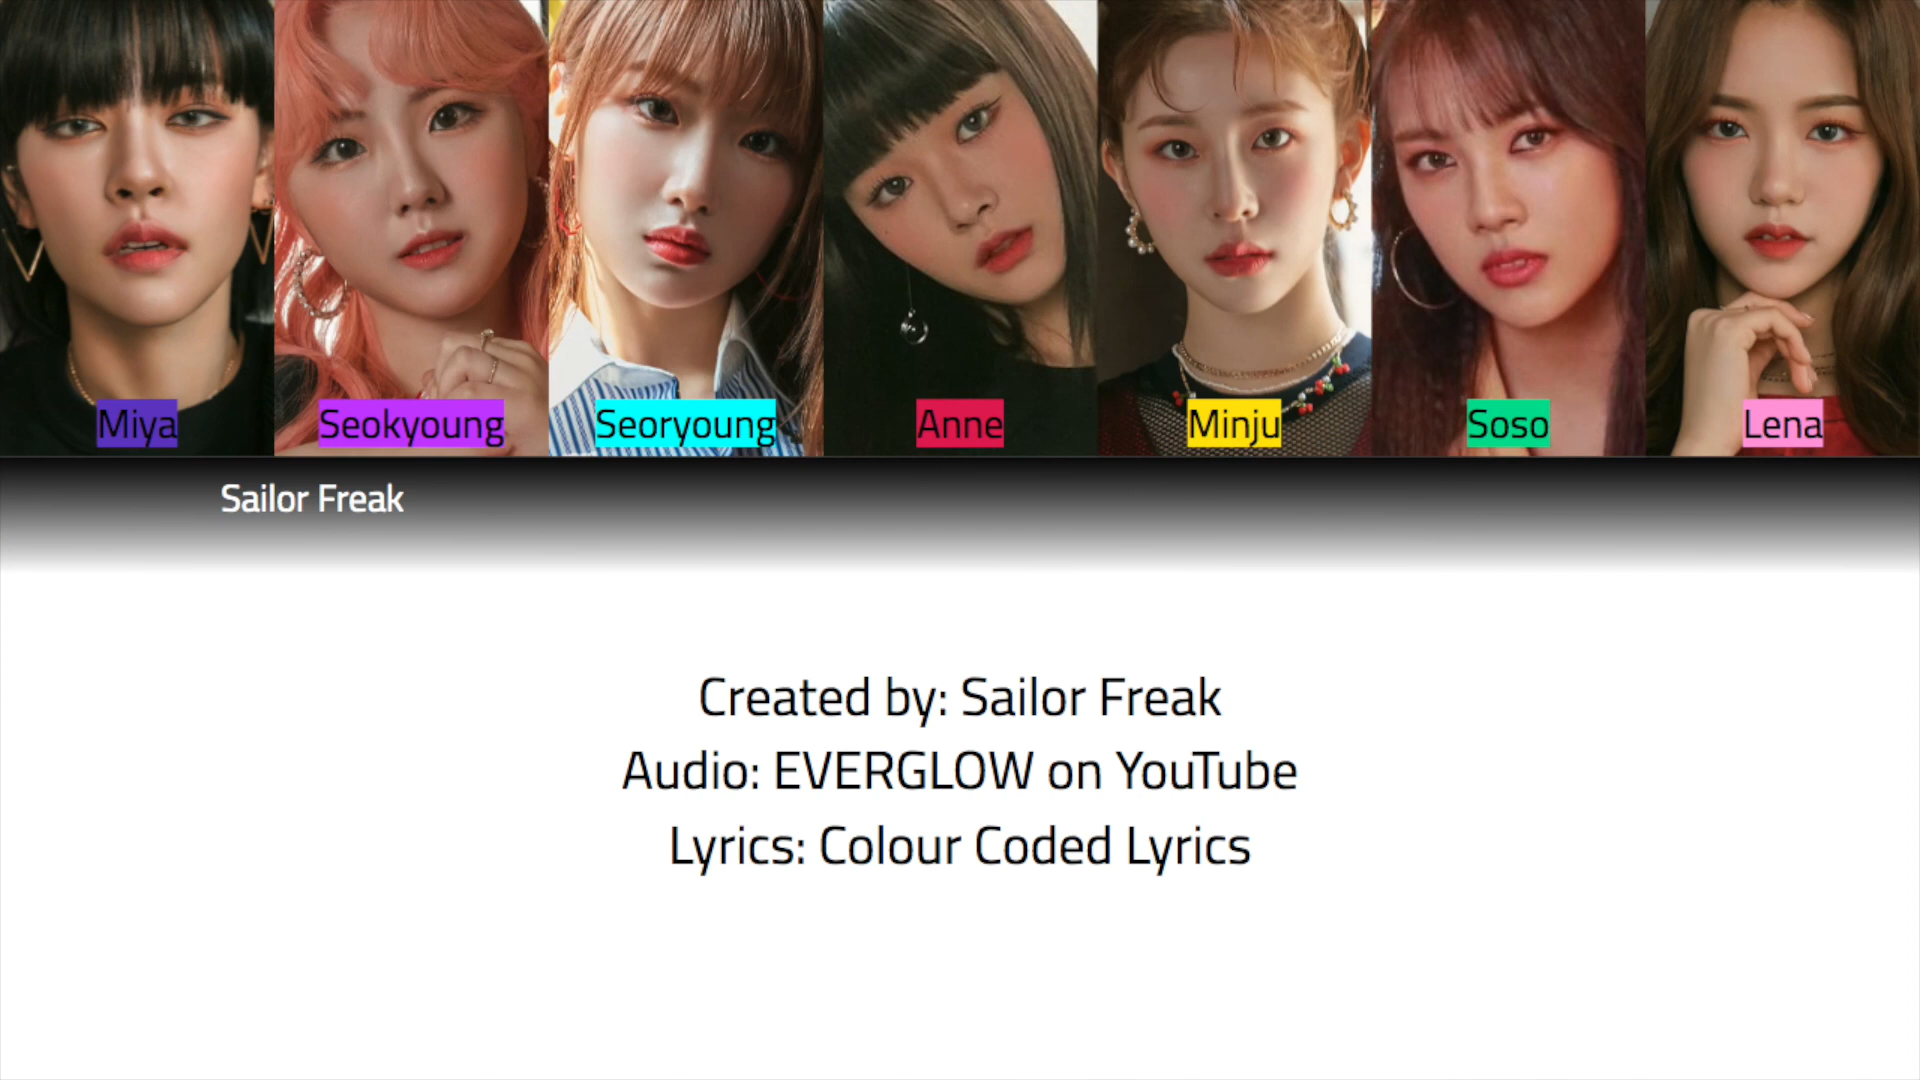 Miya
Seokyoung
Seoryoung
Anne
Minju
Soso
Lena
Sailor Freak
Created by: Sailor Freak
Audio: EVERGLOW on YouTube
Lyrics: Colour Coded Lyrics